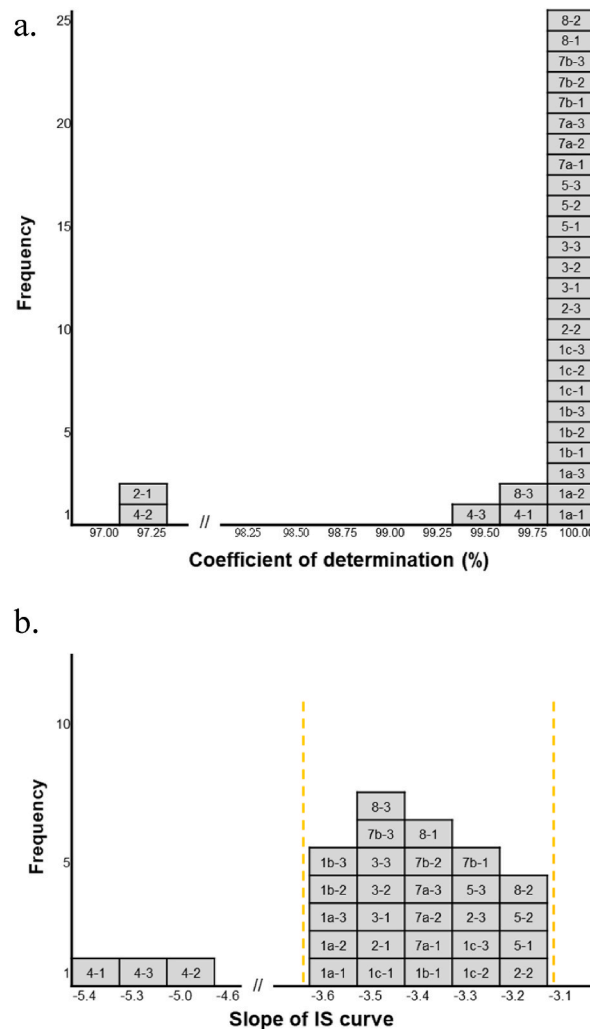 a.
25
20
15
10
5
1
Frequency
8-2
8-1
7b-3
7b-2
7b-1
7a-3
7a-2
7a-1
5-3
5-2
5-1
3-3
3-2
3-1
2-3
2-2
1c-3
1c-2
1c-1
1b-3
1b-2
1b-1
1a-3
2-1 8-3 1a-2
4-2 4-3 4-1 1a-1
97.00 97.25 // 98.25 98.50 98.75 99.00 99.25 99.50 99.75 100.00
Coefficient of determination (%)
b.
10
5
1
Frequency
8-3
7b-3 8-1
1b-3 3-3 7b-2 7b-1
1b-2 3-2 7a-3 5-3 8-2
1a-3 3-1 7a-2 2-3 5-2
1a-2 2-1 7a-1 1c-3 5-1
4-1 4-3 4-2 1a-1 1c-1 1b-1 1c-2 2-2
-5.4 -5.3 -5.0 -4.6 // -3.6 -3.5 -3.4 -3.3 -3.2 -3.1
Slope of IS curve